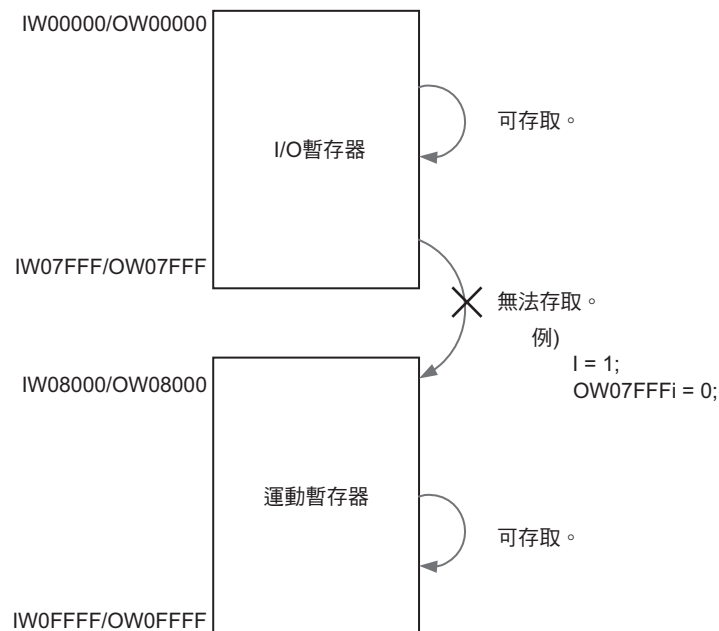 IW00000/OW00000
I/O暫存器
可存取。
IW07FFF/OW07FFF
無法存取。
例)
I = 1;
OW07FFFi = 0;
IW08000/OW08000
運動暫存器
可存取。
IW0FFFF/OW0FFFF